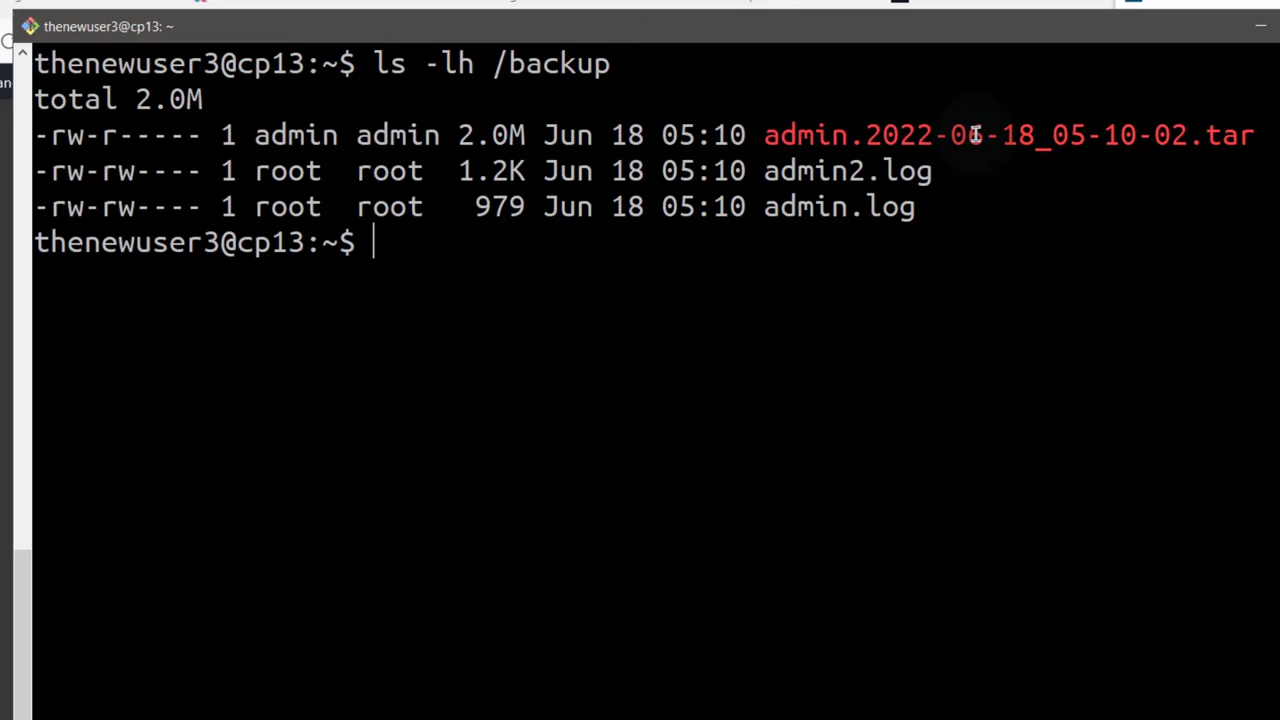 thenewuser3@cp13: ~
thenewuser3@cp13:~$ ls -lh /backup
total 2.0M
-rw-r----- 1 admin admin 2.0M Jun 18 05:10 admin.2022-06-18_05-10-02.tar
-rw-rw---- 1 root  root  1.2K Jun 18 05:10 admin2.log
-rw-rw---- 1 root  root   979 Jun 18 05:10 admin.log
thenewuser3@cp13:~$